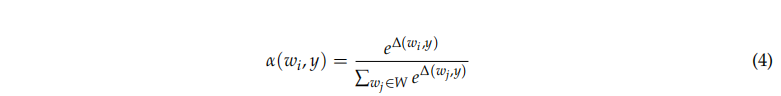 α(w_i, y) = e^{Δ(w_i,y)} / ∑_{w_j∈W} e^{Δ(w_j,y)} (4)